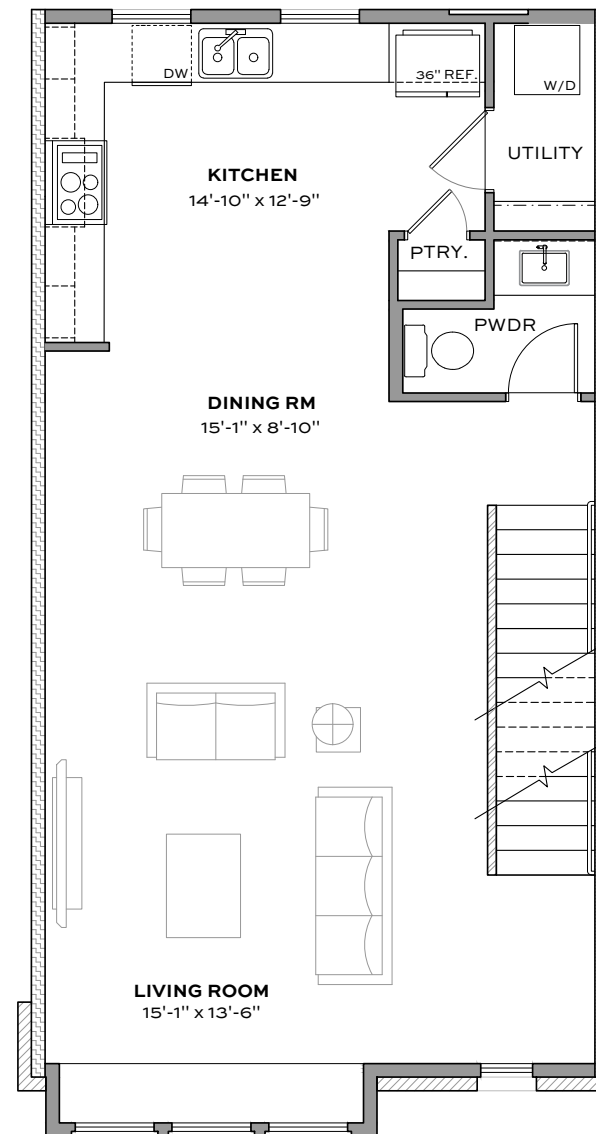 DW
36" REF.
W/D
UTILITY
KITCHEN
14'-10" x 12'-9"
PTRY.
PWDR
DINING RM
15'-1" x 8'-10"
LIVING ROOM
15'-1" x 13'-6"